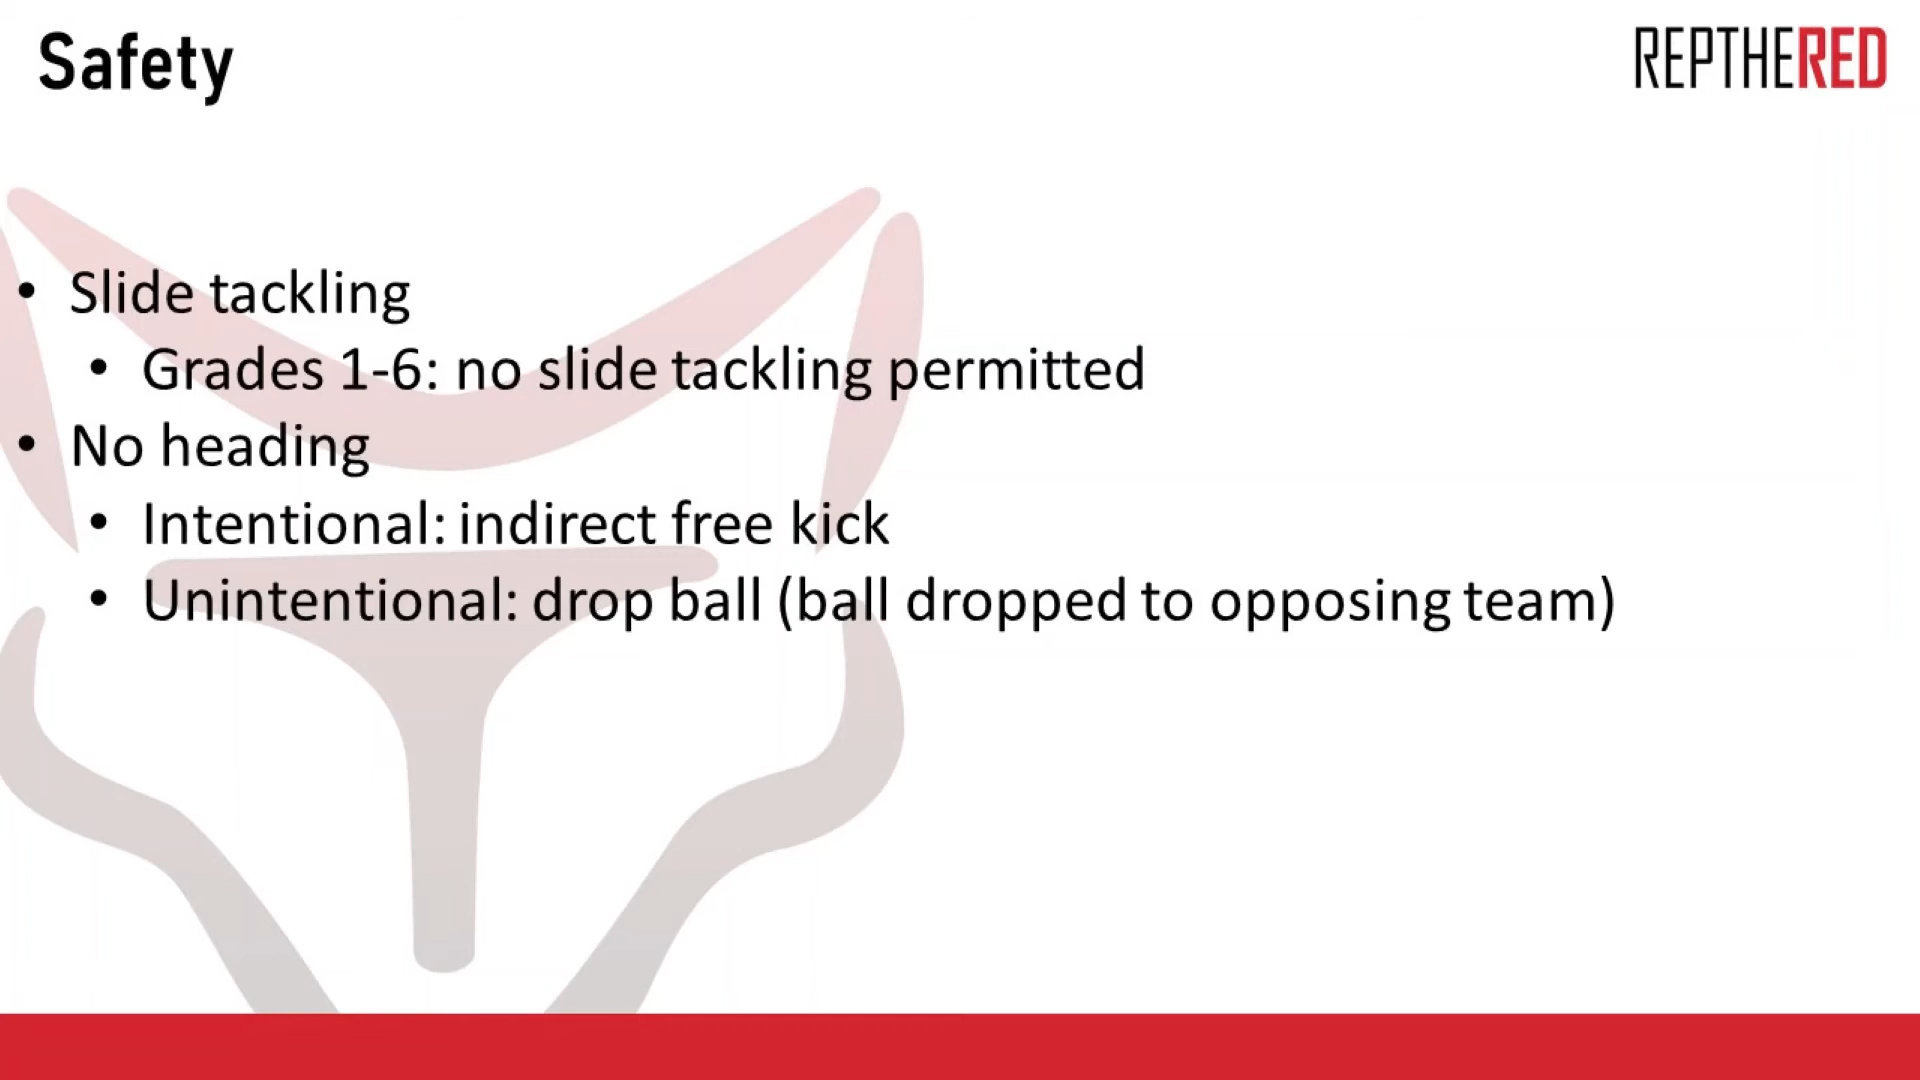 Safety
REPTHERED
• Slide tackling
• Grades 1-6: no slide tackling permitted
• No heading
• Intentional: indirect free kick
• Unintentional: drop ball (ball dropped to opposing team)